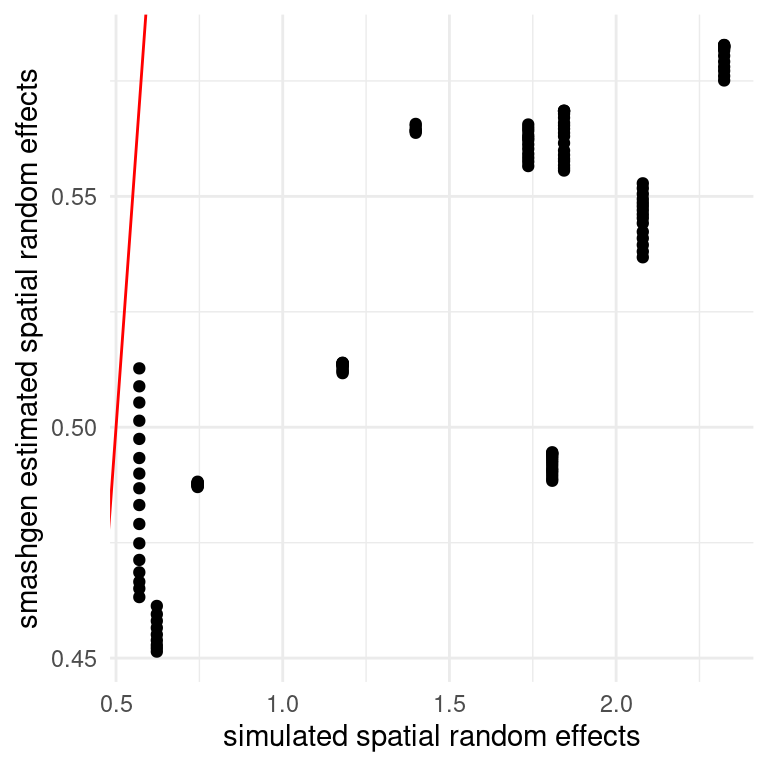 smashgen estimated spatial random effects
0.55
0.50
0.45
0.5 1.0 1.5 2.0
simulated spatial random effects